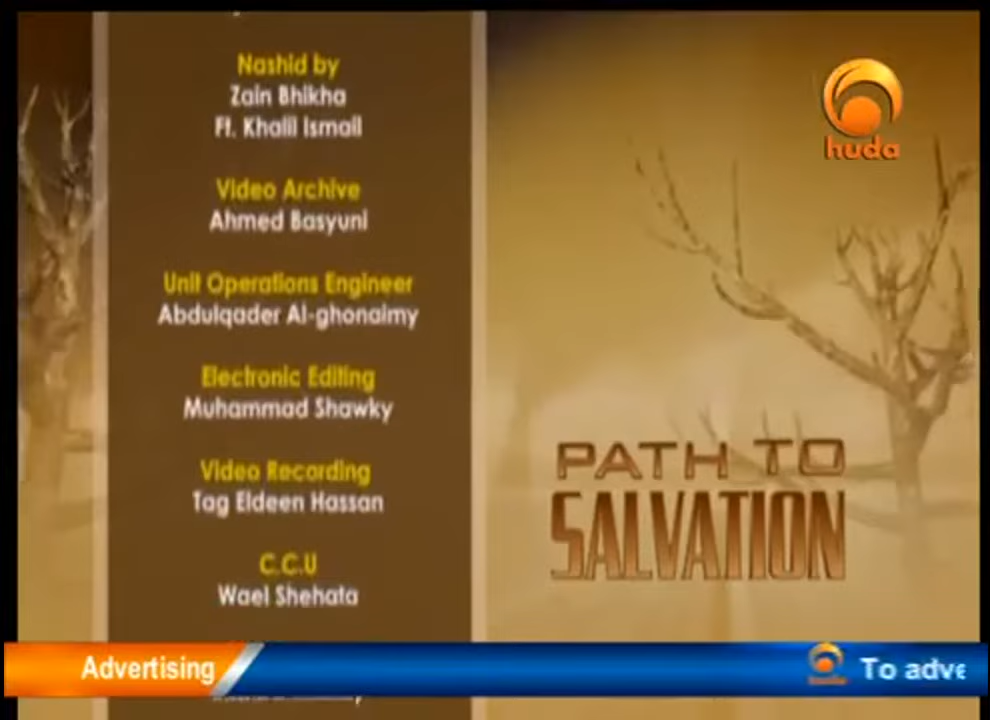 Nashid by
Zain Bhikha
Ft. Khalil Ismail
Video Archive
Ahmed Basyuni
Unit Operations Engineer
Abdulqader Al-ghonaimy
Electronic Editing
Muhammad Shawky
Video Recording
Tag Eldeen Hassan
C.C.U
Wael Shehata
huda
PATH TO
SALVATION
Advertising
To adve